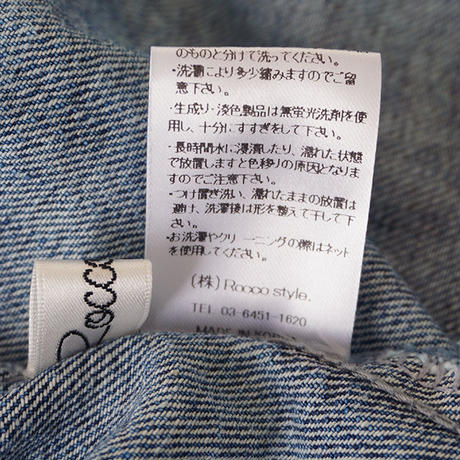 のものと分けて洗ってください。
・洗濯により多少縮みますのでご留
意下さい。
・生成り・淡色製品は無蛍光洗剤を使
用し、十分にすすぎをして下さい。
・長時間水に浸漬したり、濡れた状態
で放置しますと色移りの原因となりま
すのでご注意下さい。
・つけ置き洗い、濡れたままの放置は
避け、洗濯後は形を整えて干して下
さい。
・お洗濯やクリーニングの際はネット
を使用してください。
(株) Rocco style.
TEL 03-6451-1620
MADE IN KOREA
Rocco